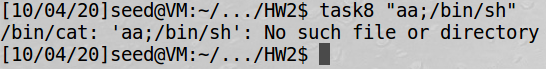 [10/04/20]seed@VM:~/.../HW2$ task8 "aa;/bin/sh"
/bin/cat: 'aa;/bin/sh': No such file or directory
[10/04/20]seed@VM:~/.../HW2$